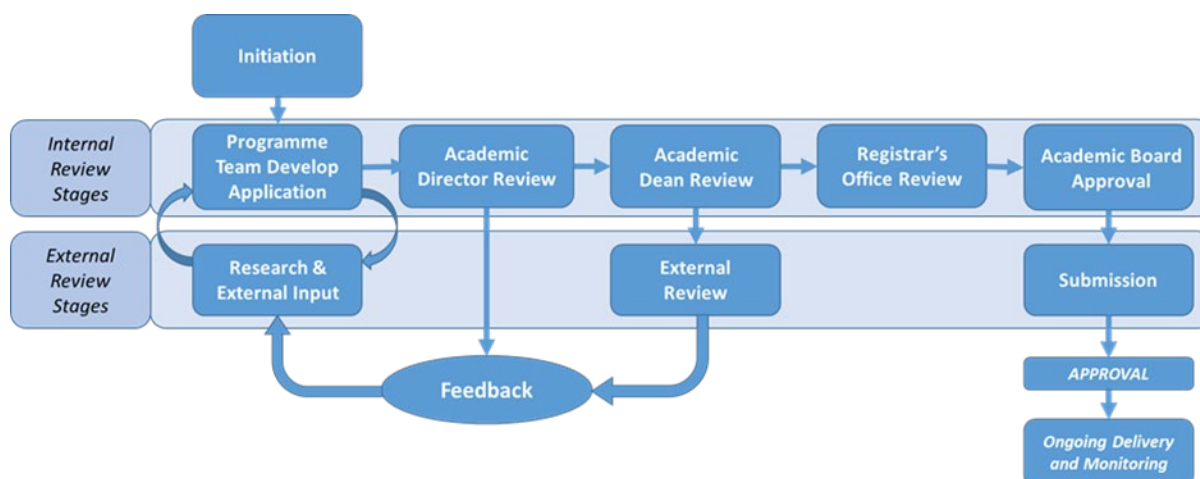 Initiation
Internal
Review
Stages
Programme
Team Develop
Application
Academic
Director Review
Academic
Dean Review
Registrar's
Office Review
Academic Board
Approval
External
Review
Stages
Research &
External Input
External
Review
Submission
Feedback
APPROVAL
Ongoing Delivery
and Monitoring